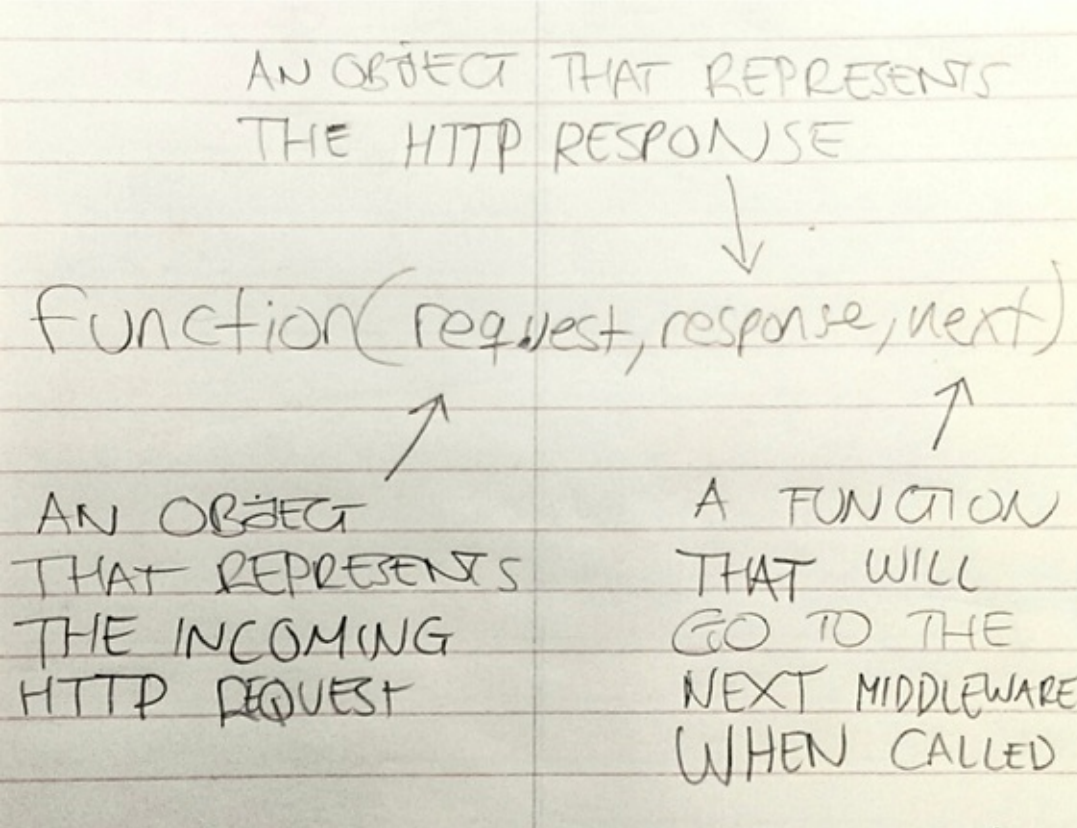 AN OBJECT THAT REPRESENTS
THE HTTP RESPONSE
function(request, response, next)
AN OBJECT
THAT REPRESENTS
THE INCOMING
HTTP REQUEST
A FUNCTION
THAT WILL
GO TO THE
NEXT MIDDLEWARE
WHEN CALLED